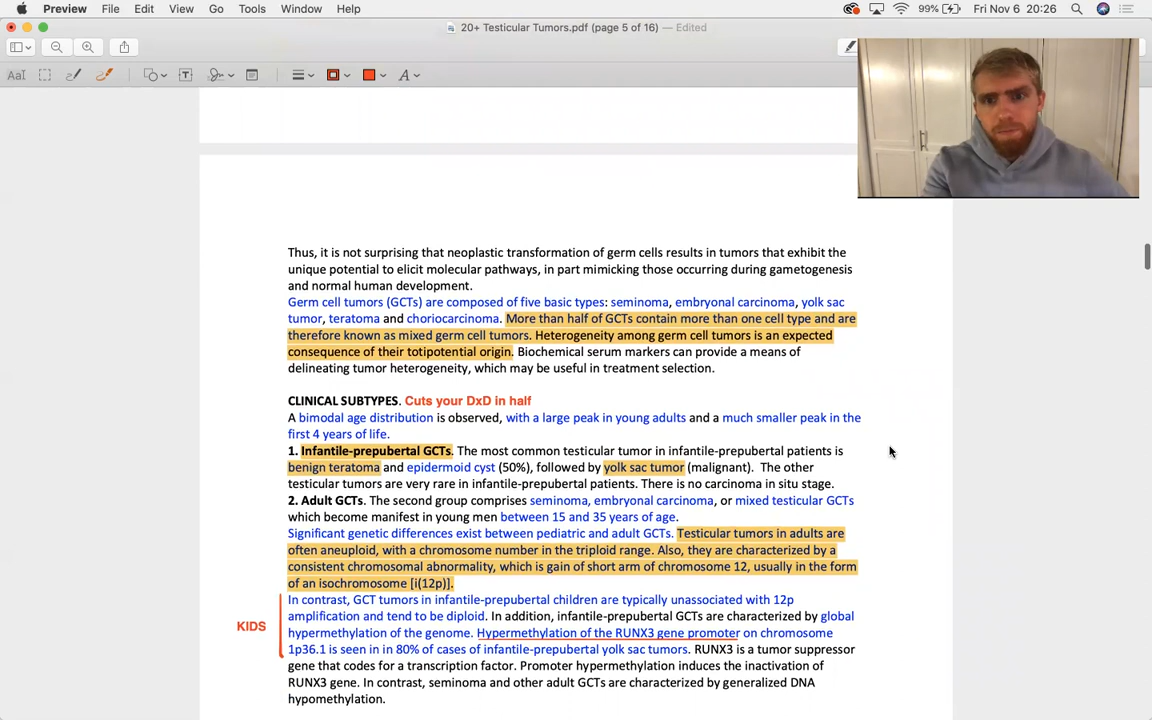 Preview File Edit View Go Tools Window Help 99% Fri Nov 6 20:26
20+ Testicular Tumors.pdf (page 5 of 16) — Edited
Thus, it is not surprising that neoplastic transformation of germ cells results in tumors that exhibit the
unique potential to elicit molecular pathways, in part mimicking those occurring during gametogenesis
and normal human development.
Germ cell tumors (GCTs) are composed of five basic types: seminoma, embryonal carcinoma, yolk sac
tumor, teratoma and choriocarcinoma. More than half of GCTs contain more than one cell type and are
therefore known as mixed germ cell tumors. Heterogeneity among germ cell tumors is an expected
consequence of their totipotential origin. Biochemical serum markers can provide a means of
delineating tumor heterogeneity, which may be useful in treatment selection.
CLINICAL SUBTYPES. Cuts your DxD in half
A bimodal age distribution is observed, with a large peak in young adults and a much smaller peak in the
first 4 years of life.
1. Infantile-prepubertal GCTs. The most common testicular tumor in infantile-prepubertal patients is
benign teratoma and epidermoid cyst (50%), followed by yolk sac tumor (malignant). The other
testicular tumors are very rare in infantile-prepubertal patients. There is no carcinoma in situ stage.
2. Adult GCTs. The second group comprises seminoma, embryonal carcinoma, or mixed testicular GCTs
which become manifest in young men between 15 and 35 years of age.
Significant genetic differences exist between pediatric and adult GCTs. Testicular tumors in adults are
often aneuploid, with a chromosome number in the triploid range. Also, they are characterized by a
consistent chromosomal abnormality, which is gain of short arm of chromosome 12, usually in the form
of an isochromosome [i(12p)].
In contrast, GCT tumors in infantile-prepubertal children are typically unassociated with 12p
amplification and tend to be diploid. In addition, infantile-prepubertal GCTs are characterized by global
KIDS
hypermethylation of the genome. Hypermethylation of the RUNX3 gene promoter on chromosome
1p36.1 is seen in in 80% of cases of infantile-prepubertal yolk sac tumors. RUNX3 is a tumor suppressor
gene that codes for a transcription factor. Promoter hypermethylation induces the inactivation of
RUNX3 gene. In contrast, seminoma and other adult GCTs are characterized by generalized DNA
hypomethylation.